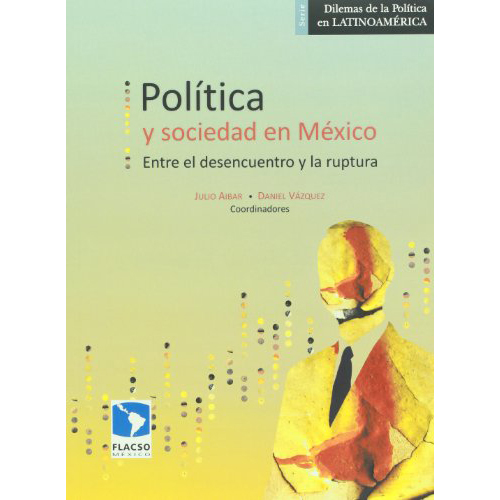 Serie
Dilemas de la Política
en LATINOAMÉRICA
Política
y sociedad en México
Entre el desencuentro y la ruptura
JULIO AIBAR • DANIEL VÁZQUEZ
Coordinadores
FLACSO
MÉXICO